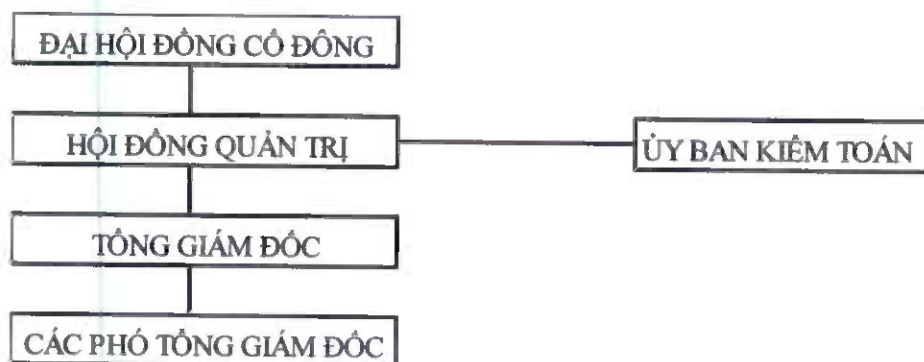 ĐẠI HỘI ĐỒNG CỔ ĐÔNG
HỘI ĐỒNG QUẢN TRỊ
ỦY BAN KIỂM TOÁN
TỔNG GIÁM ĐỐC
CÁC PHÓ TỔNG GIÁM ĐỐC